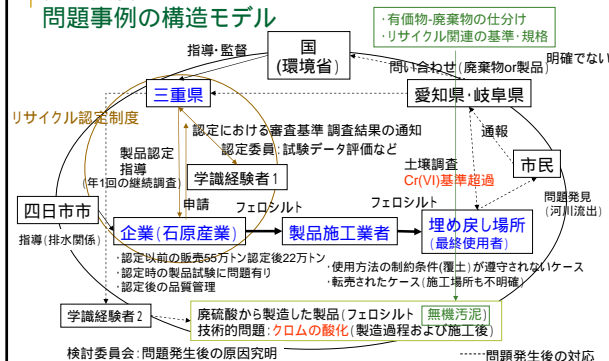 問題事例の構造モデル
･有価物-廃棄物の仕分け
･リサイクル関連の基準･規格
指導･監督
国
(環境省)
明確でない
問い合わせ(廃棄物or製品)
三重県
愛知県･岐阜県
リサイクル認定制度
認定における審査基準 調査結果の通知
認定委員:試験データ評価など
通報
製品認定
指導
(年1回の継続調査)
学識経験者1
土壌調査
Cr(VI)基準超過
市民
申請
問題発見
(河川流出)
四日市市
フェロシルト
フェロシルト
企業(石原産業)
製品施工業者
埋め戻し場所
(最終使用者)
指導(排水関係)
･認定以前の販売55万トン認定後22万トン
･認定時の製品試験に問題有り
･認定後の品質管理
･使用方法の制約条件(覆土)が遵守されないケース
･転売されたケース(施工場所も不明確)
学識経験者2
廃硫酸から製造した製品(フェロシルト 無機汚泥)
技術的問題:クロムの酸化(製造過程および施工後)
検討委員会:問題発生後の原因究明
問題発生後の対応